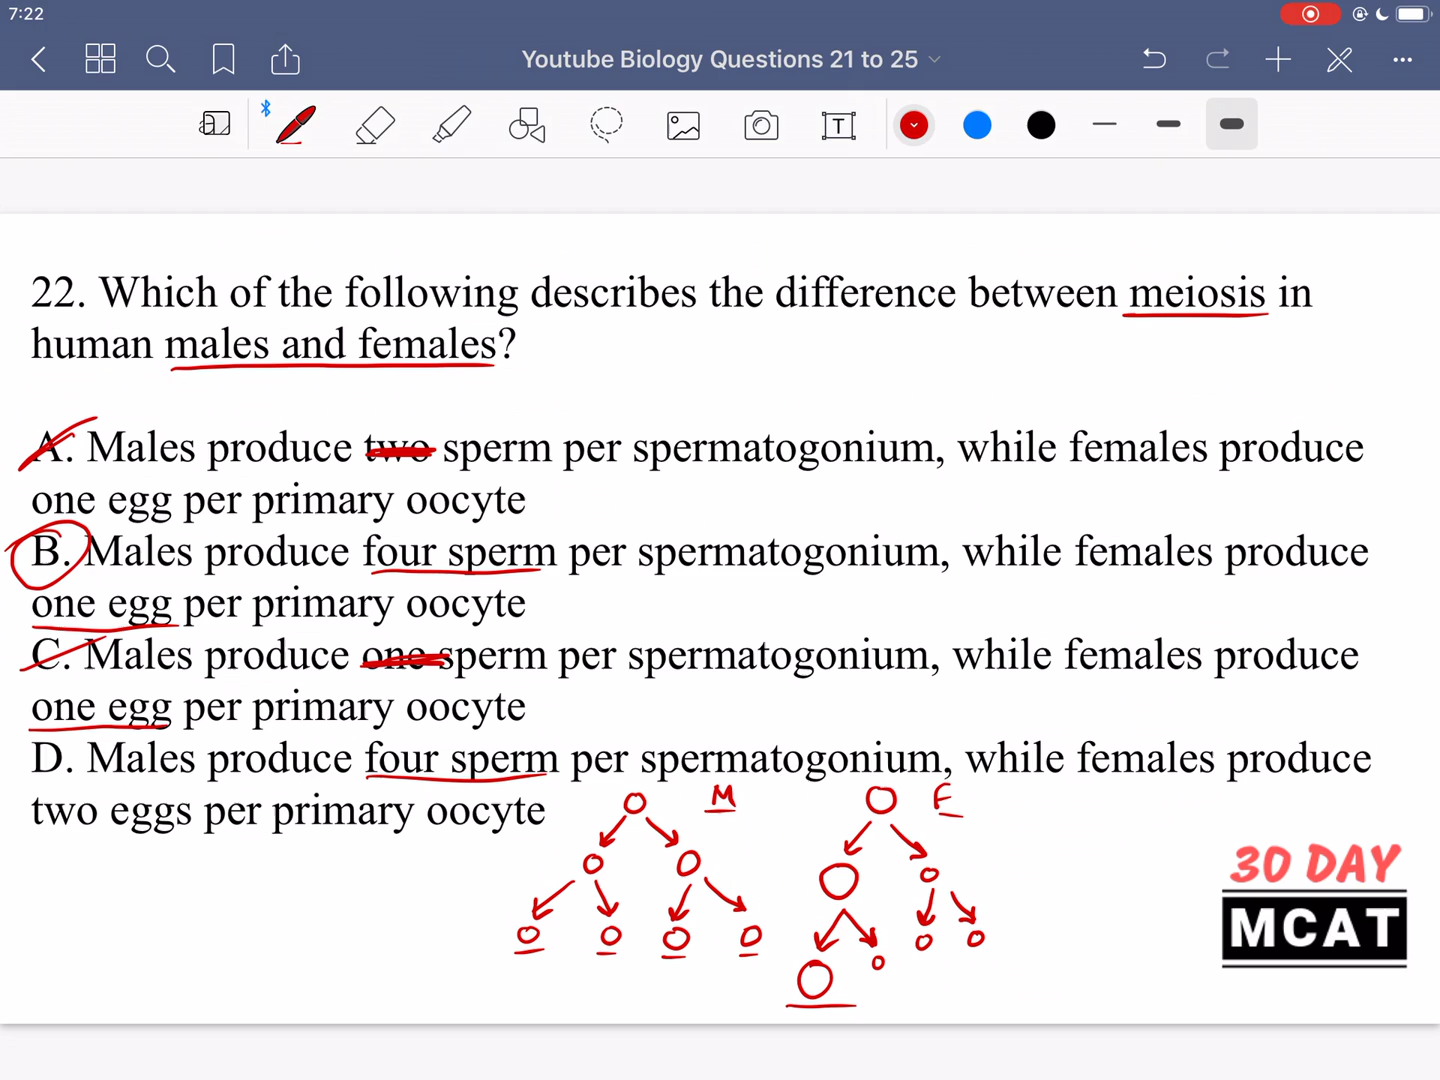 7:22
Youtube Biology Questions 21 to 25
T
22. Which of the following describes the difference between meiosis in
human males and females?
A. Males produce two sperm per spermatogonium, while females produce
one egg per primary oocyte
B. Males produce four sperm per spermatogonium, while females produce
one egg per primary oocyte
C. Males produce one sperm per spermatogonium, while females produce
one egg per primary oocyte
D. Males produce four sperm per spermatogonium, while females produce
two eggs per primary oocyte
M
F
30 DAY
MCAT